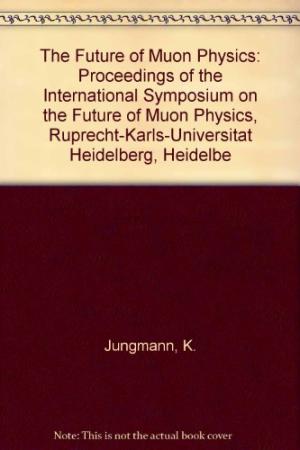 The Future of Muon Physics:
Proceedings of the
International Symposium on
the Future of Muon Physics,
Ruprecht-Karls-Universitat
Heidelberg, Heidelbe
Jungmann, K.
Note: This is not the actual book cover